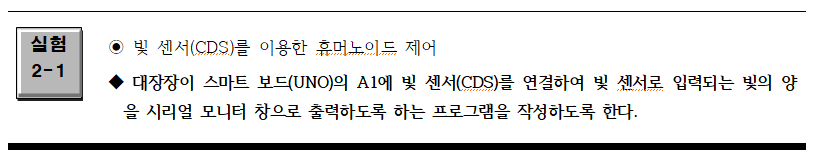 실험
2-1
◉ 빛 센서(CDS)를 이용한 휴머노이드 제어
◆ 대장장이 스마트 보드(UNO)의 A1에 빛 센서(CDS)를 연결하여 빛 센서로 입력되는 빛의 양
을 시리얼 모니터 창으로 출력하도록 하는 프로그램을 작성하도록 한다.